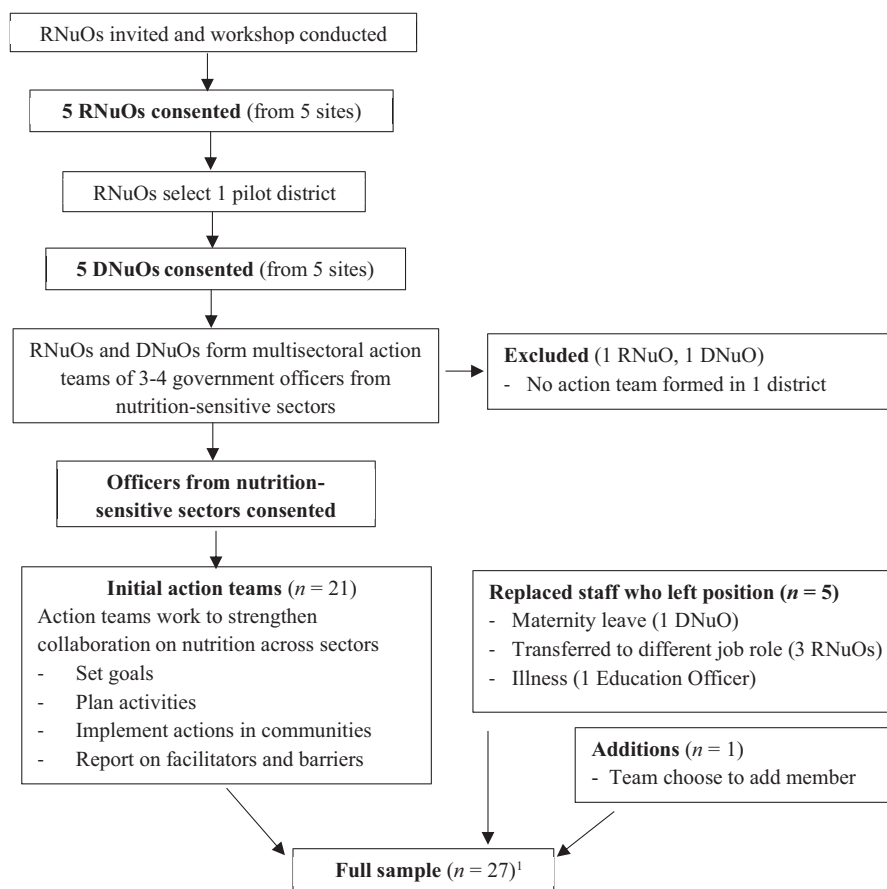 RNuOs invited and workshop conducted
5 RNuOs consented (from 5 sites)
RNuOs select 1 pilot district
5 DNuOs consented (from 5 sites)
RNuOs and DNuOs form multisectoral action
teams of 3-4 government officers from
nutrition-sensitive sectors
Excluded (1 RNuO, 1 DNuO)
- No action team formed in 1 district
Officers from nutrition-
sensitive sectors consented
Initial action teams (n = 21)
Action teams work to strengthen
collaboration on nutrition across sectors
- Set goals
- Plan activities
- Implement actions in communities
- Report on facilitators and barriers
Replaced staff who left position (n = 5)
- Maternity leave (1 DNuO)
- Transferred to different job role (3 RNuOs)
- Illness (1 Education Officer)
Additions (n = 1)
- Team choose to add member
Full sample (n = 27)¹